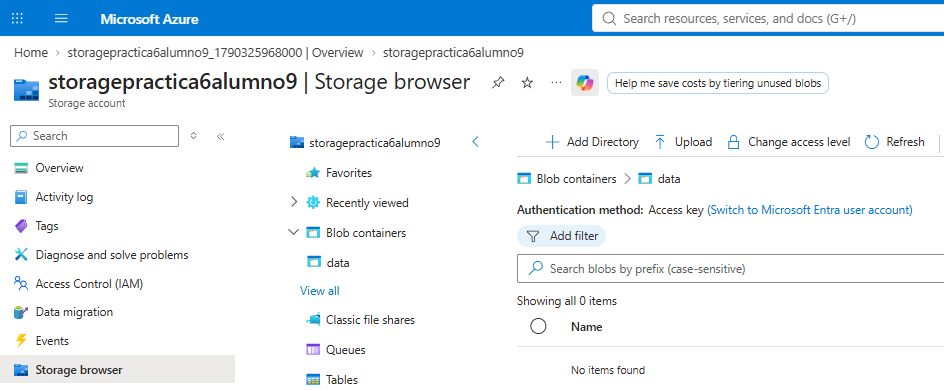 Microsoft Azure
Search resources, services, and docs (G+/)
Home > storagepractica6alumno9_1790325968000 | Overview > storagepractica6alumno9
storagepractica6alumno9 | Storage browser
Help me save costs by tiering unused blobs
Storage account
Search
Overview
Activity log
Tags
Diagnose and solve problems
Access Control (IAM)
Data migration
Events
Storage browser
storagepractica6alumno9
Favorites
Recently viewed
Blob containers
data
View all
Classic file shares
Queues
Tables
Add Directory Upload Change access level Refresh
Blob containers > data
Authentication method: Access key (Switch to Microsoft Entra user account)
Add filter
Search blobs by prefix (case-sensitive)
Showing all 0 items
Name
No items found